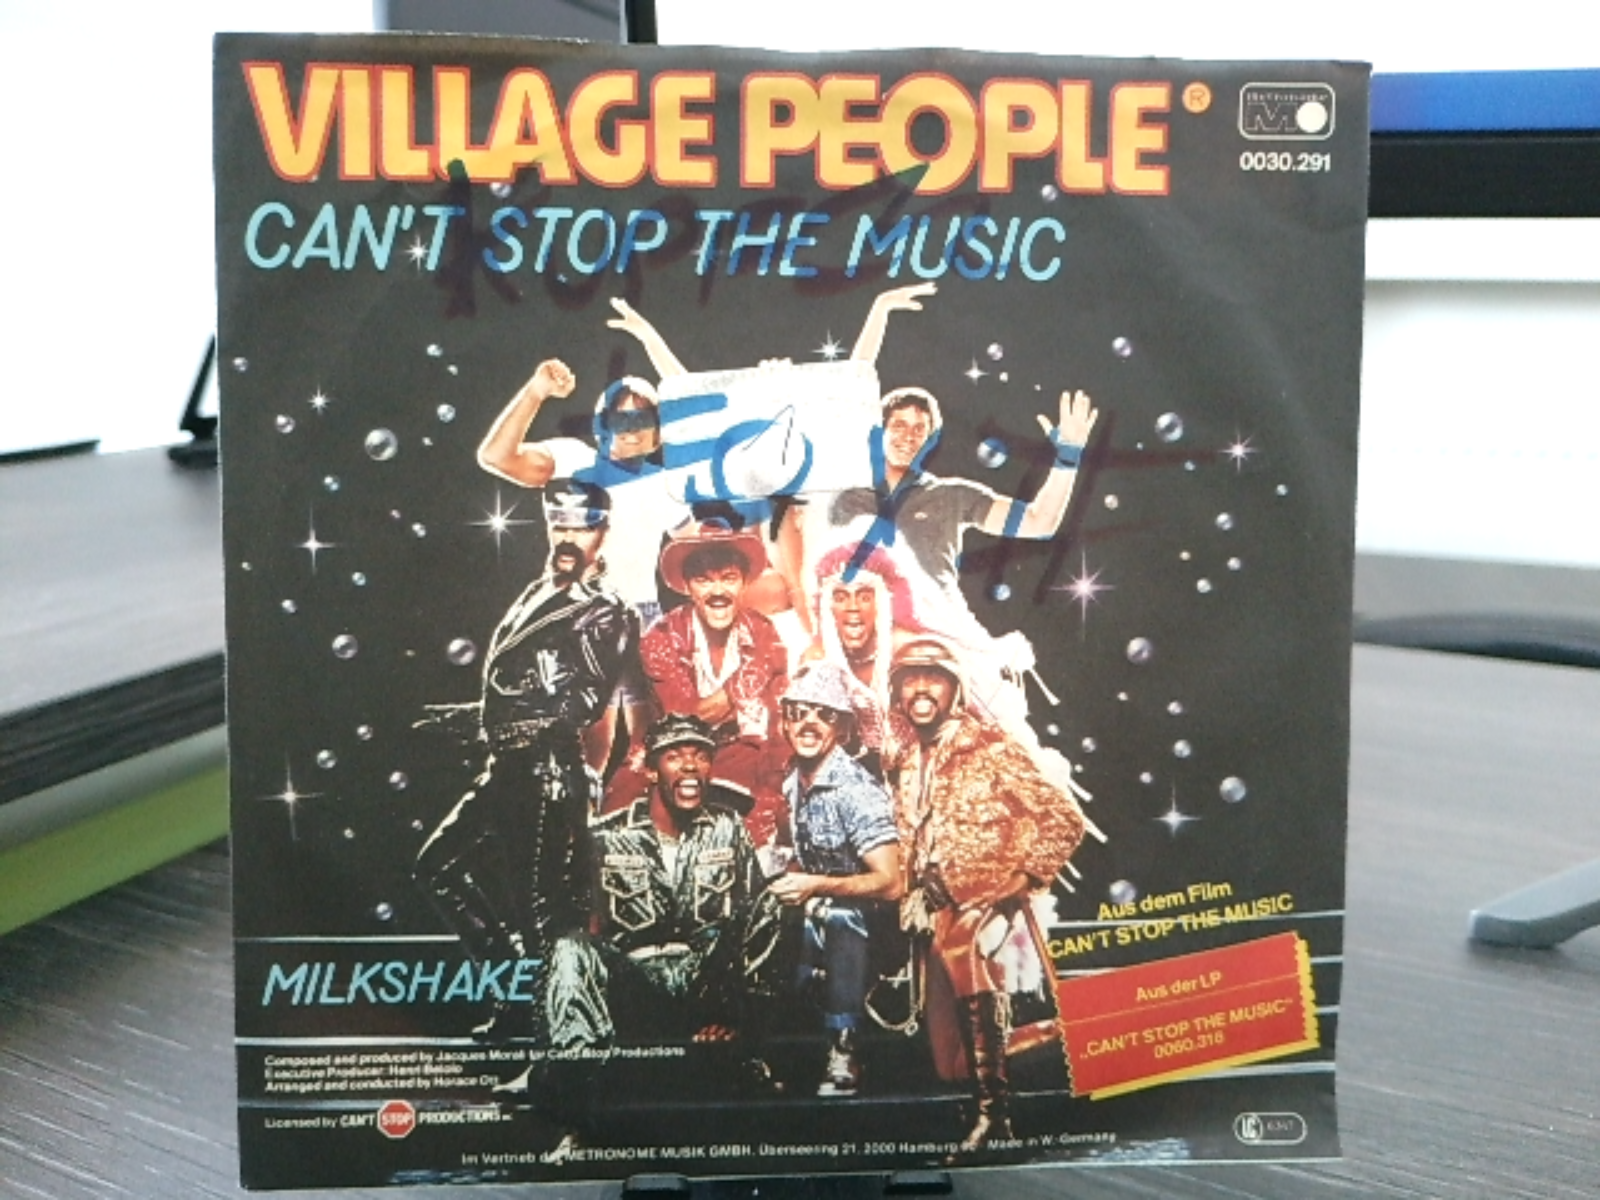 VILLAGE PEOPLE®
0030.291
CAN'T STOP THE MUSIC
Aus dem Film
CAN'T STOP THE MUSIC
Aus der LP
„CAN'T STOP THE MUSIC"
0060.316
MILKSHAKE
Composed and produced by Jacques Morali for Can't Stop Productions
Executive Producer: Henri Belolo
Arranged and conducted by Horace Ott
Licensed by CAN'T STOP PRODUCTIONS
Im Vertrieb der METRONOME MUSIK GMBH, Überseering 21, 2000 Hamburg Made in W.-Germany